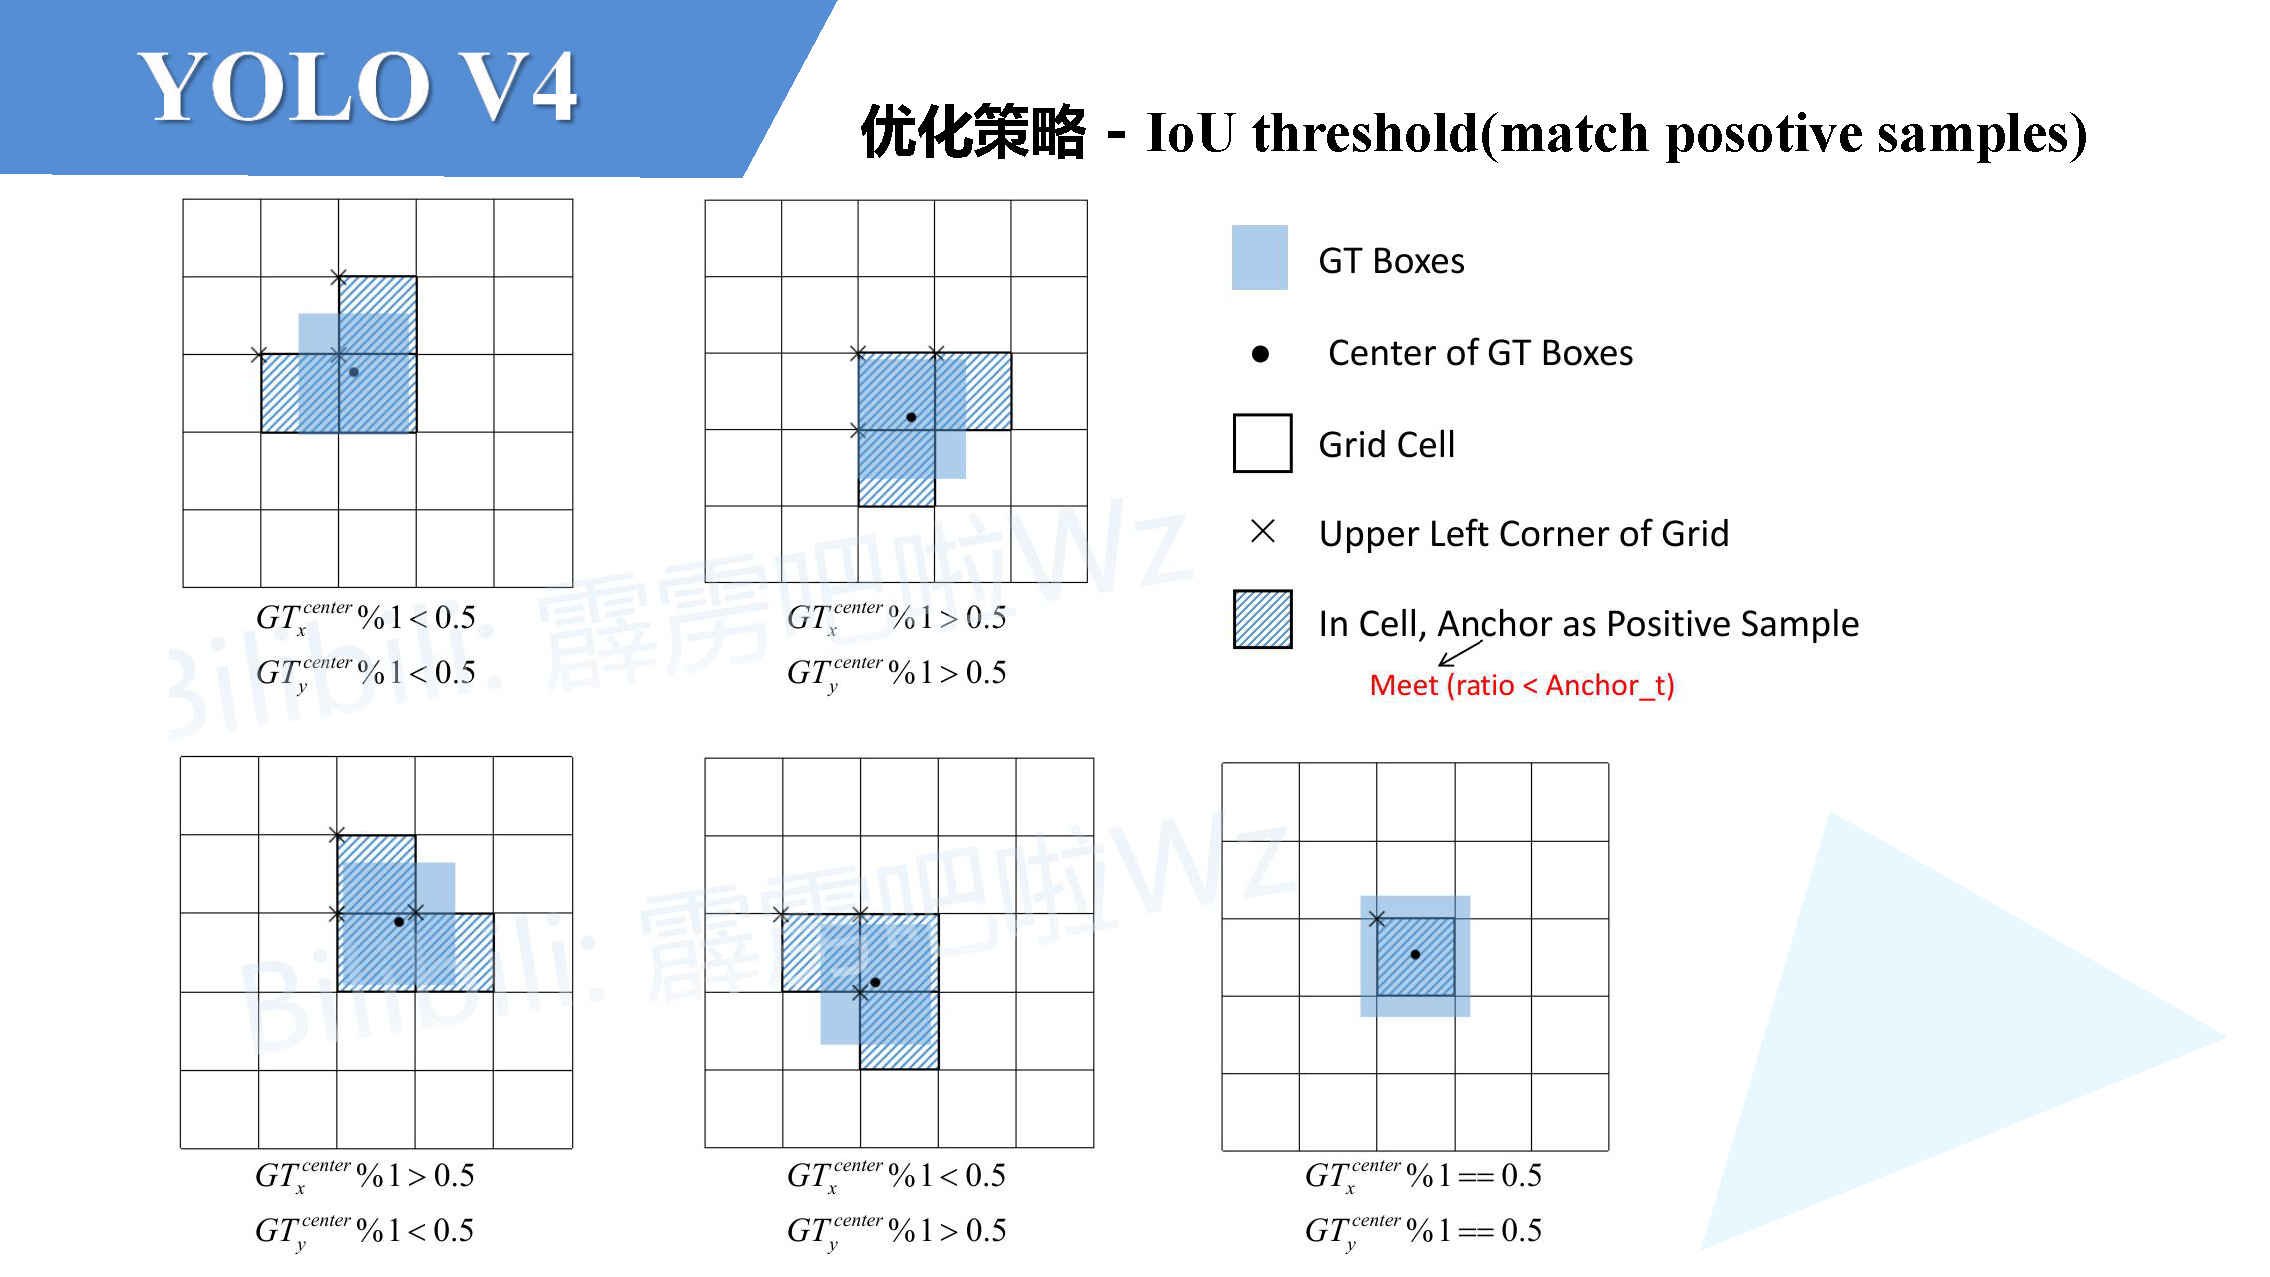 YOLO V4
优化策略 - IoU threshold(match posotive samples)
GT Boxes
Center of GT Boxes
Grid Cell
Upper Left Corner of Grid
In Cell, Anchor as Positive Sample
Meet (ratio < Anchor_t)
GT_x^center %1 < 0.5
GT_y^center %1 < 0.5
GT_x^center %1 > 0.5
GT_y^center %1 > 0.5
GT_x^center %1 > 0.5
GT_y^center %1 < 0.5
GT_x^center %1 < 0.5
GT_y^center %1 > 0.5
GT_x^center %1 == 0.5
GT_y^center %1 == 0.5
Bilibili: 霹雳吧啦Wz
Bilibili: 霹雳吧啦Wz